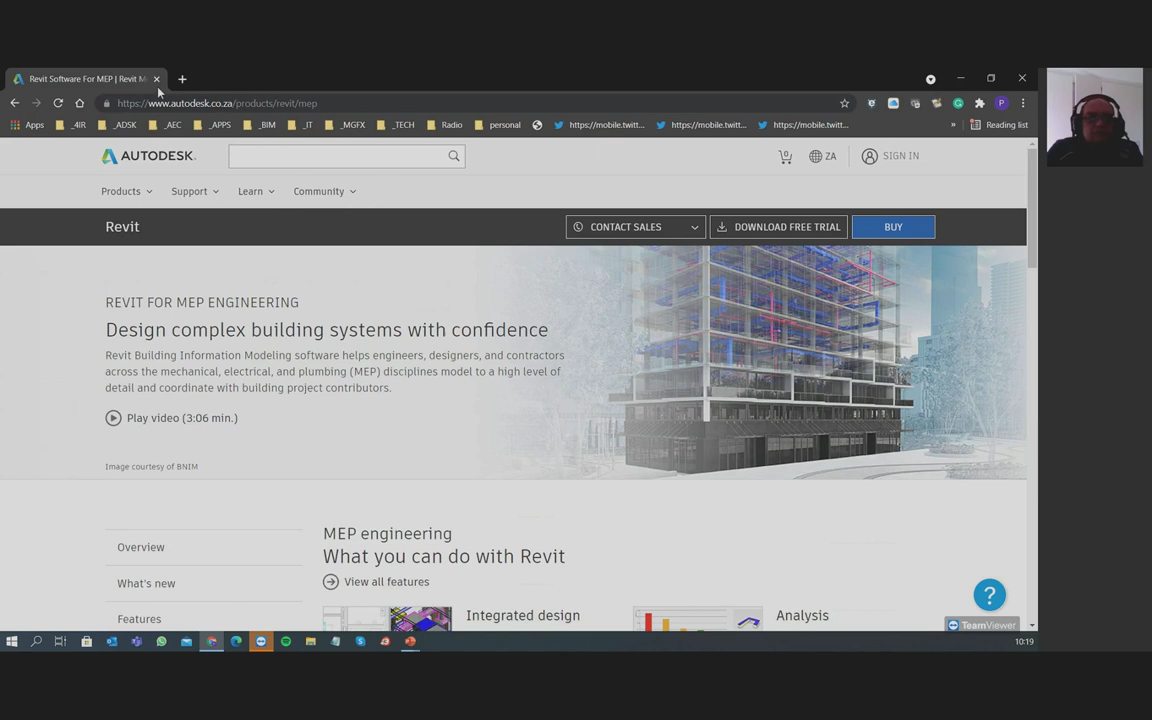 Revit Software For MEP | Revit M
https://www.autodesk.co.za/products/revit/mep
P
Apps _4IR _ADSK _AEC _APPS _BIM _IT _MGFX _TECH Radio personal https://mobile.twitt... https://mobile.twitt... https://mobile.twitt... » Reading list
AUTODESK.
0 ZA SIGN IN
Products Support Learn Community
Revit
CONTACT SALES DOWNLOAD FREE TRIAL BUY
REVIT FOR MEP ENGINEERING
Design complex building systems with confidence
Revit Building Information Modeling software helps engineers, designers, and contractors
across the mechanical, electrical, and plumbing (MEP) disciplines model to a high level of
detail and coordinate with building project contributors.
Play video (3:06 min.)
Image courtesy of BNIM
MEP engineering
What you can do with Revit
View all features
Overview
What's new
Features
Integrated design
Analysis
?
TeamViewer
10:19